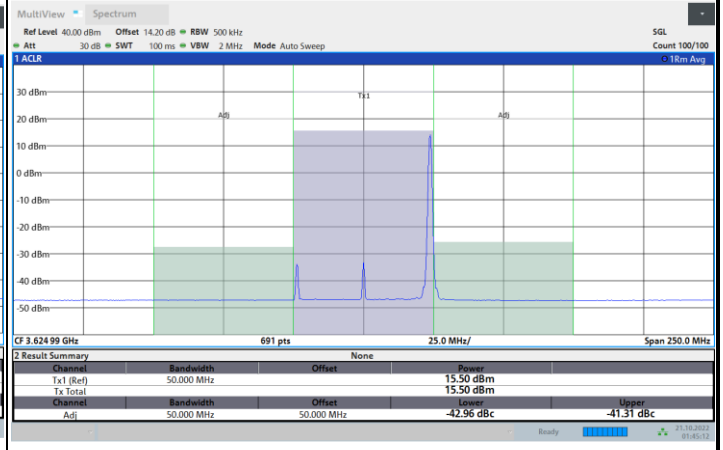 MultiView Spectrum
Ref Level 40.00 dBm Offset 14.20 dB RBW 500 kHz SGL
Att 30 dB SWT 100 ms VBW 2 MHz Mode Auto Sweep Count 100/100
1 ACLR 1Rm Avg
Tx1
Adj Adj
30 dBm
20 dBm
10 dBm
0 dBm
-10 dBm
-20 dBm
-30 dBm
-40 dBm
-50 dBm
CF 3.624 99 GHz 691 pts 25.0 MHz/ Span 250.0 MHz
2 Result Summary None
Channel Bandwidth Offset Power
Tx1 (Ref) 50.000 MHz 15.50 dBm
Tx Total 15.50 dBm
Channel Bandwidth Offset Lower Upper
Adj 50.000 MHz 50.000 MHz -42.96 dBc -41.31 dBc
Ready 21.10.2022
01:45:12